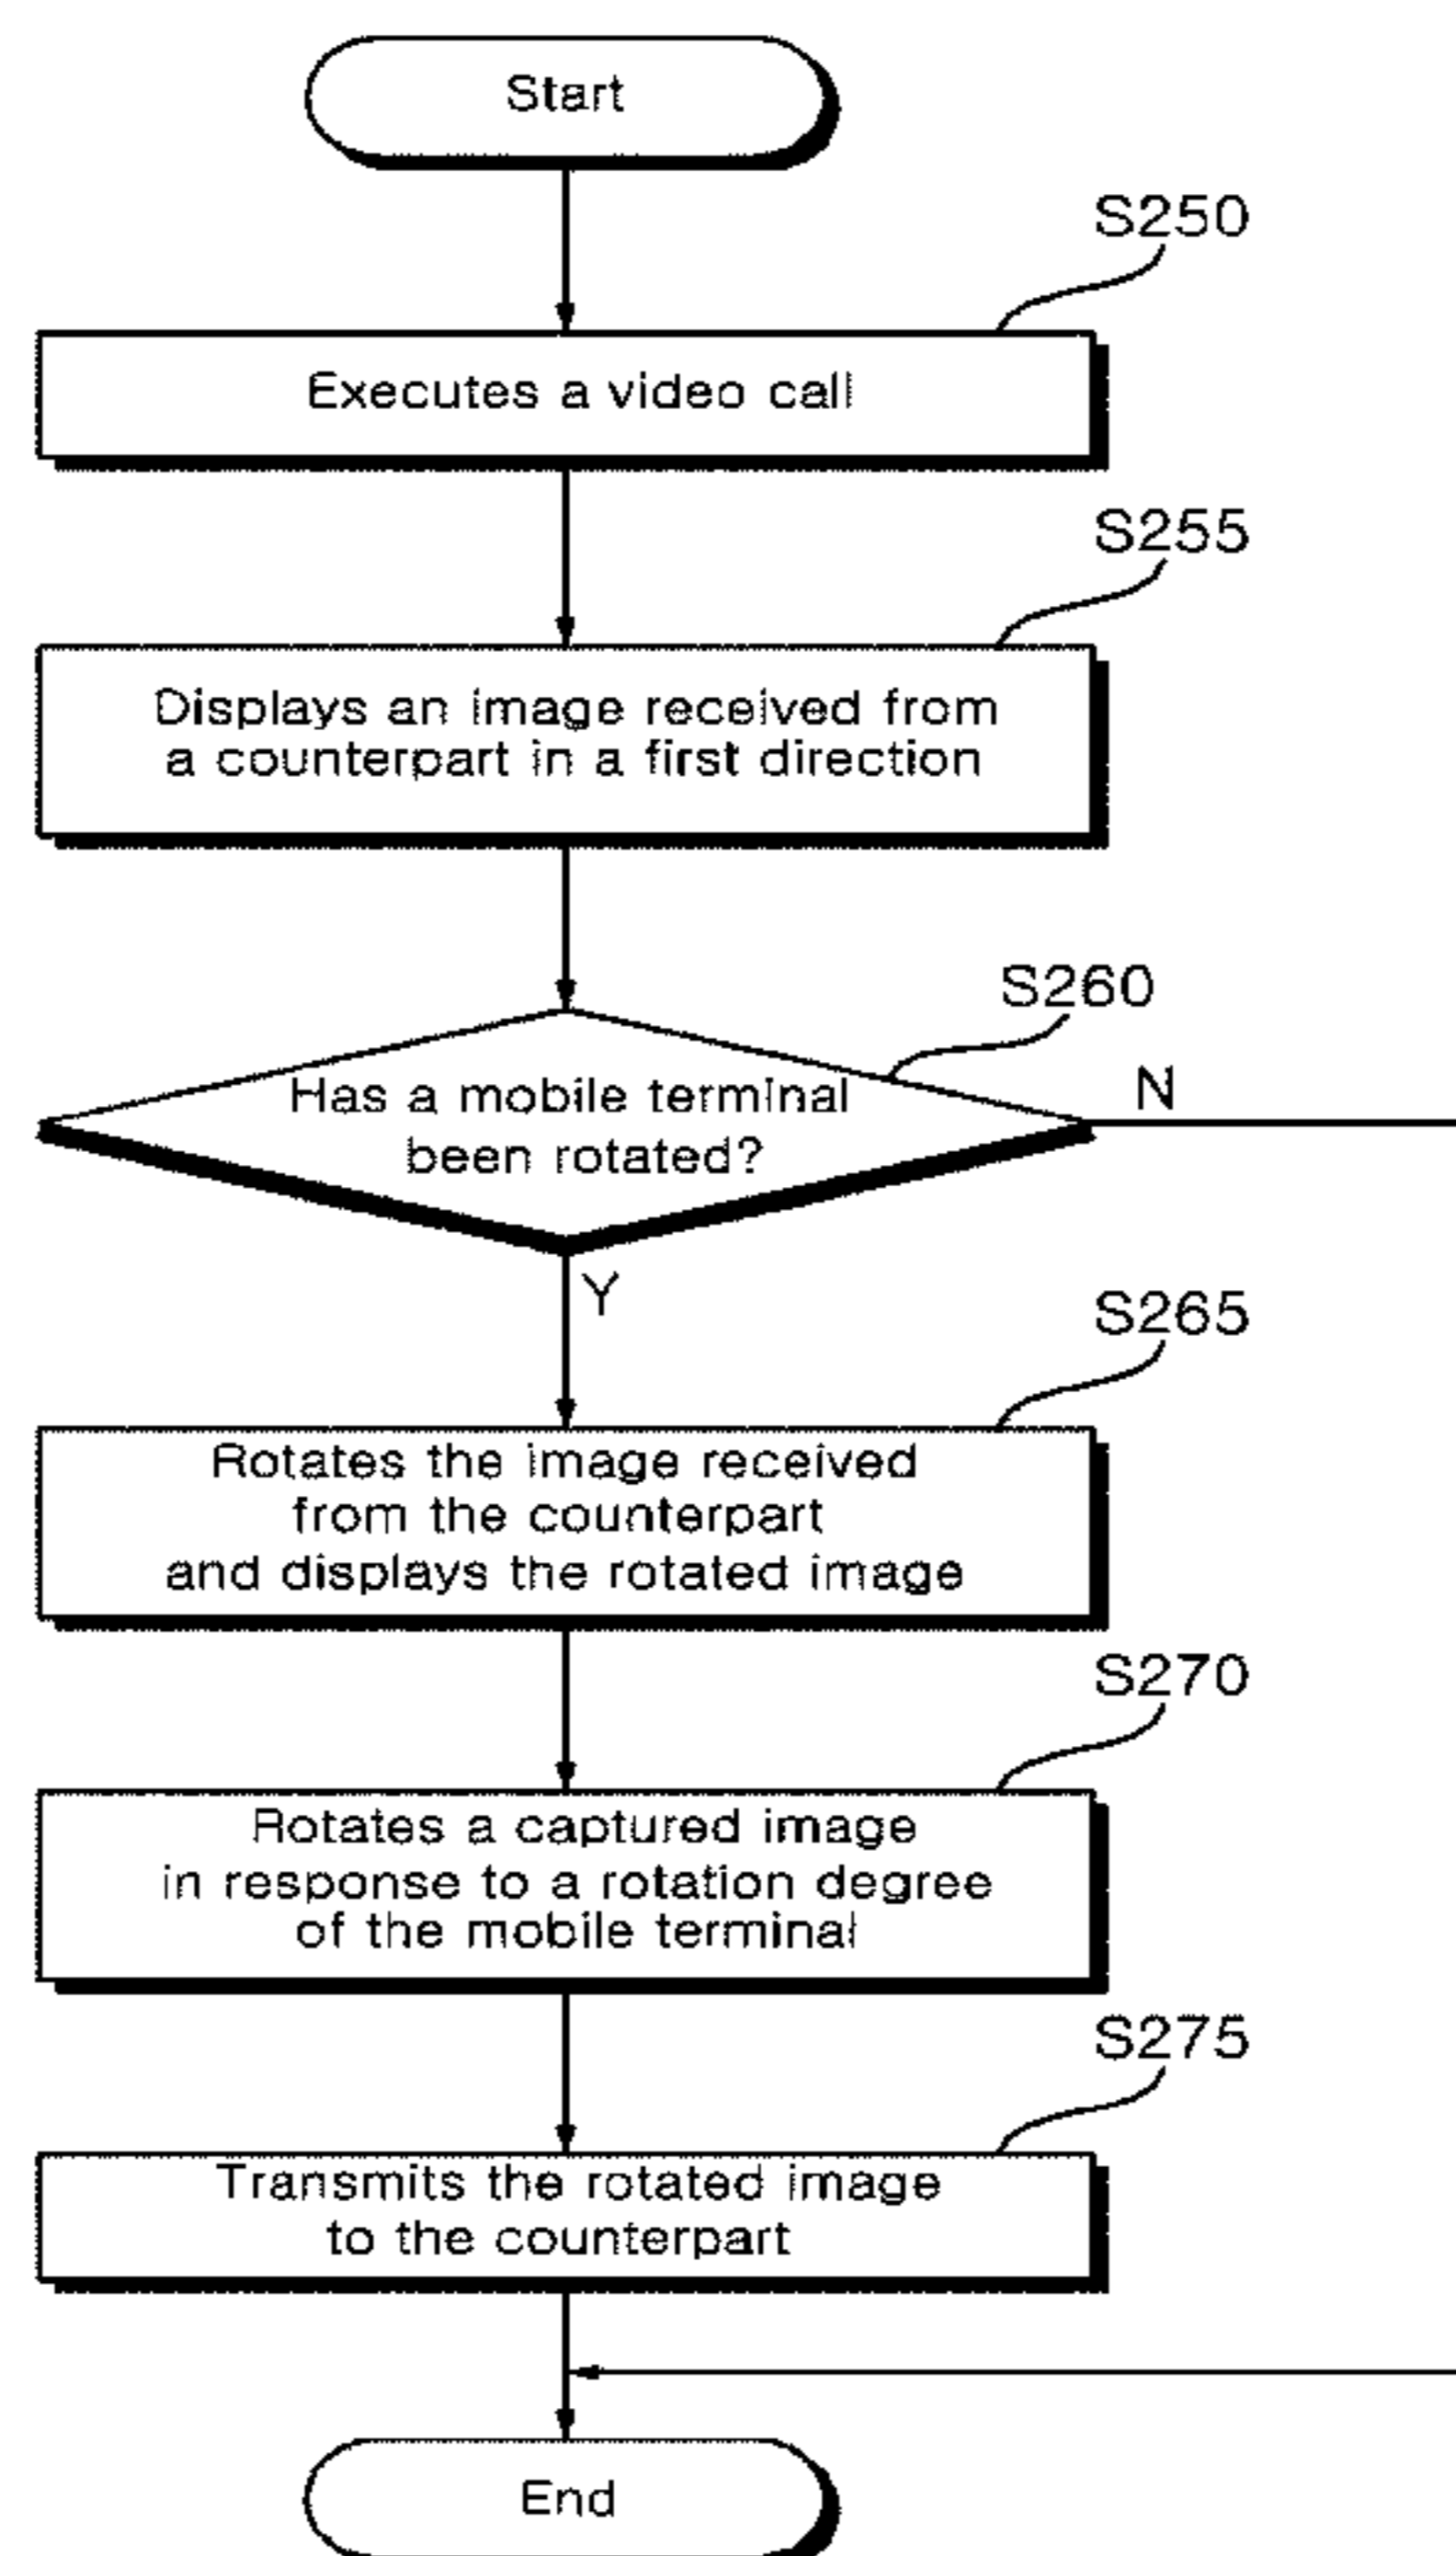 Start
S250
Executes a video call
S255
Displays an image received from
a counterpart in a first direction
S260
Has a mobile terminal
been rotated?
N
Y
S265
Rotates the image received
from the counterpart
and displays the rotated image
S270
Rotates a captured image
in response to a rotation degree
of the mobile terminal
S275
Transmits the rotated image
to the counterpart
End